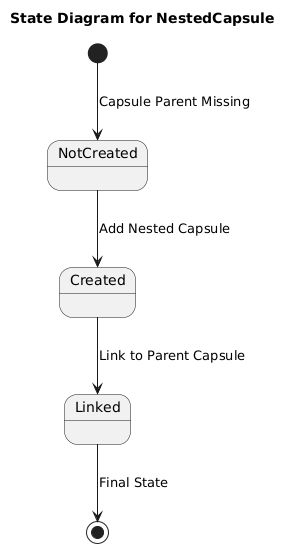 State Diagram for NestedCapsule
Capsule Parent Missing
NotCreated
Add Nested Capsule
Created
Link to Parent Capsule
Linked
Final State